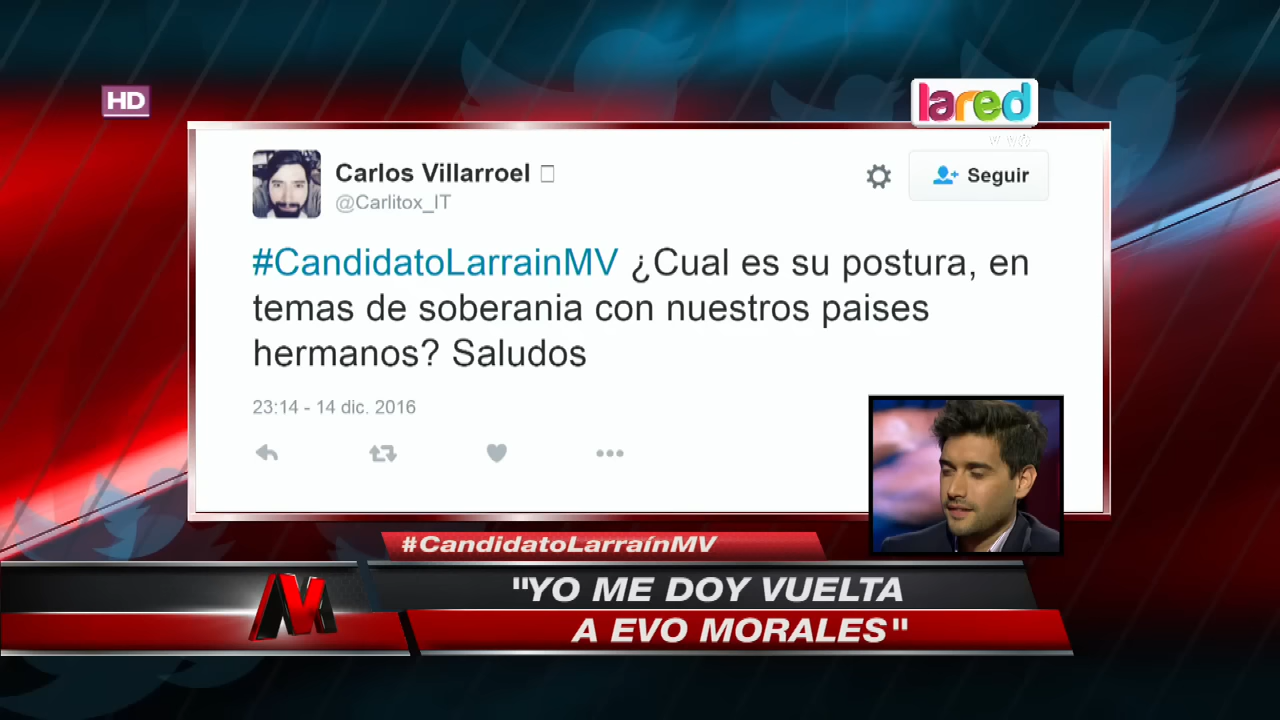 HD
lared
Carlos Villarroel
@Carlitox_IT
Seguir
#CandidatoLarrainMV ¿Cual es su postura, en
temas de soberania con nuestros paises
hermanos? Saludos
23:14 - 14 dic. 2016
#CandidatoLarraínMV
"YO ME DOY VUELTA
A EVO MORALES"